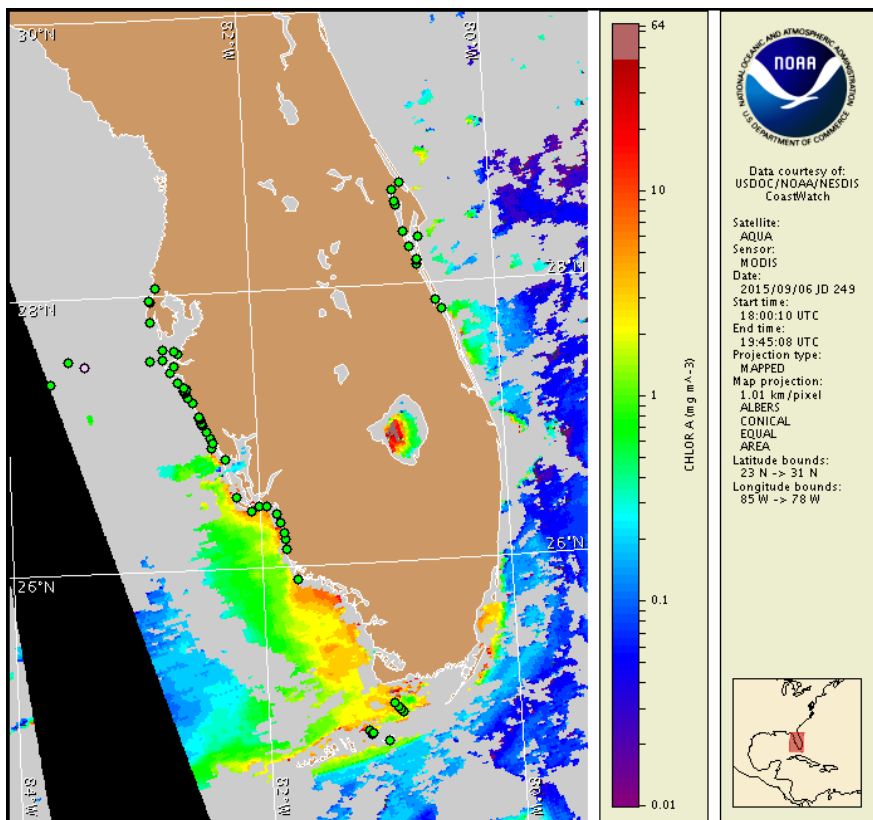 30°N
82°W
80°W
28°N
28°N
26°N
26°N
84°W
82°W
80°W
64
10
1
0.1
0.01
CHLOR A (mg m^-3)
NATIONAL OCEANIC AND ATMOSPHERIC ADMINISTRATION
U.S. DEPARTMENT OF COMMERCE
NOAA
Data courtesy of:
USDOC/NOAA/NESDIS
CoastWatch
Satellite:
AQUA
Sensor:
MODIS
Date:
2015/09/06 JD 249
Start time:
18:00:10 UTC
End time:
19:45:08 UTC
Projection type:
MAPPED
Map projection:
1.01 km/pixel
ALBERS
CONICAL
EQUAL
AREA
Latitude bounds:
23 N -> 31 N
Longitude bounds:
85 W -> 78 W